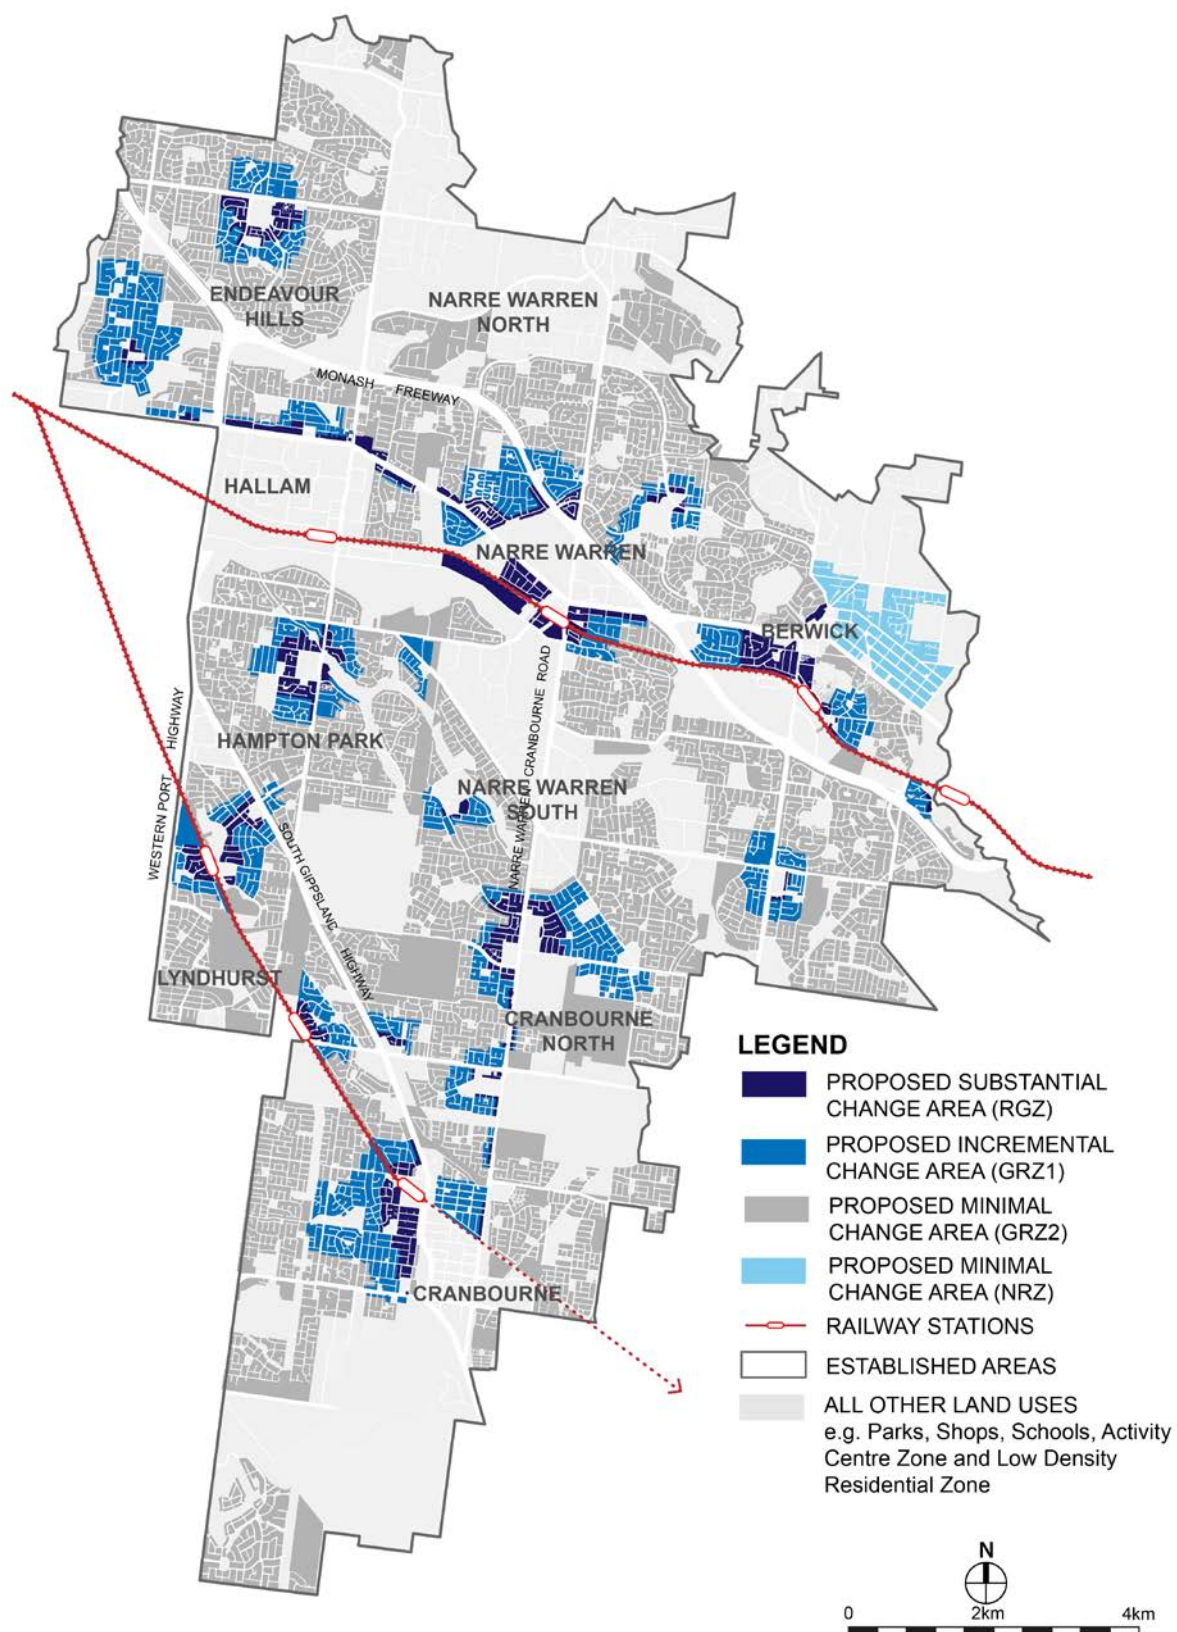 ENDEAVOUR
HILLS
NARRE WARREN
NORTH
MONASH FREEWAY
HALLAM
NARRE WARREN
BERWICK
NARRE WARREN CRANBOURNE ROAD
WESTERN PORT HIGHWAY
HAMPTON PARK
NARRE WARREN
SOUTH
SOUTH GIPPSLAND HIGHWAY
LYNDHURST
CRANBOURNE
NORTH
CRANBOURNE
LEGEND
PROPOSED SUBSTANTIAL
CHANGE AREA (RGZ)
PROPOSED INCREMENTAL
CHANGE AREA (GRZ1)
PROPOSED MINIMAL
CHANGE AREA (GRZ2)
PROPOSED MINIMAL
CHANGE AREA (NRZ)
RAILWAY STATIONS
ESTABLISHED AREAS
ALL OTHER LAND USES
e.g. Parks, Shops, Schools, Activity
Centre Zone and Low Density
Residential Zone
N
0 2km 4km